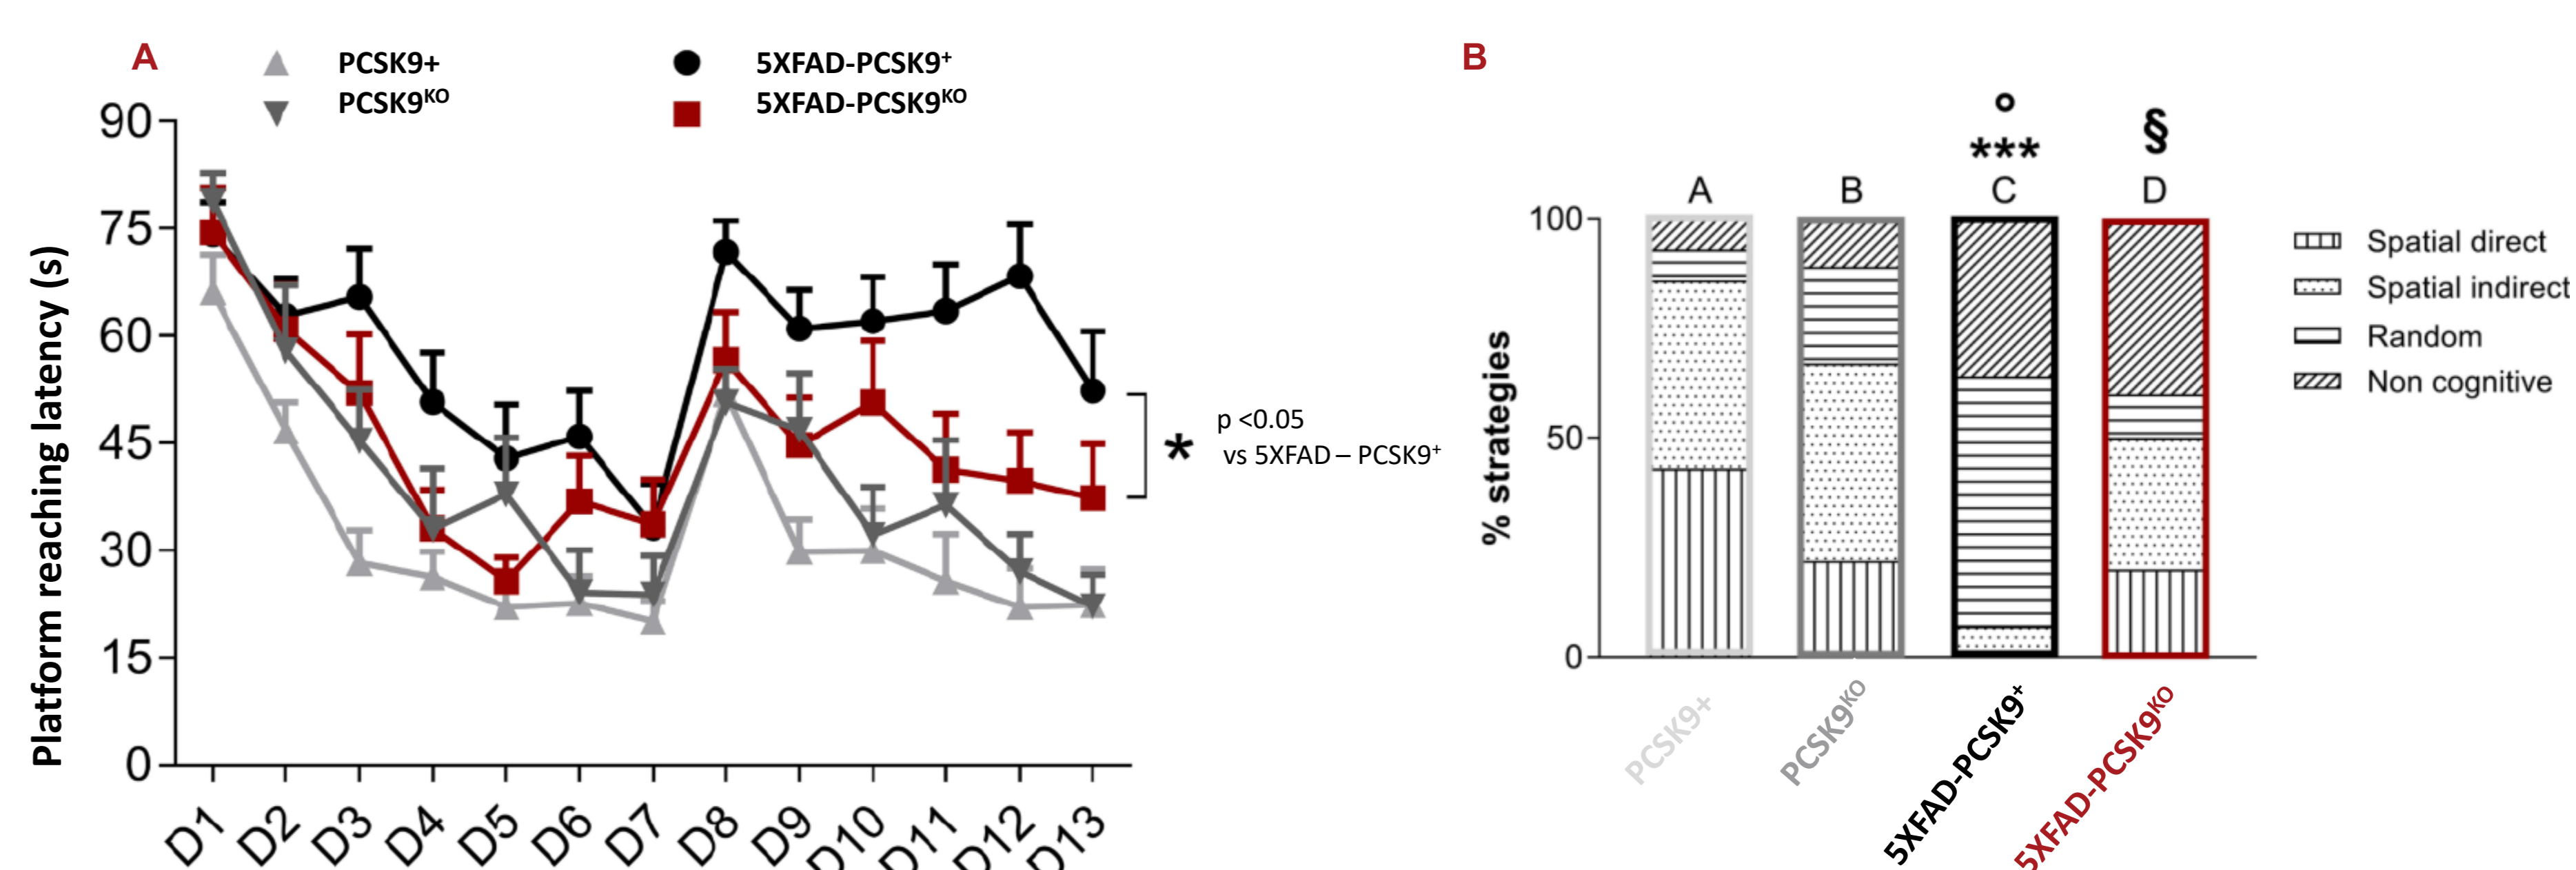 A
PCSK9+
PCSK9ᴷᴼ
5XFAD-PCSK9⁺
5XFAD-PCSK9ᴷᴼ
Platform reaching latency (s)
90
75
60
45
30
15
0
D1 D2 D3 D4 D5 D6 D7 D8 D9 D10 D11 D12 D13
*
p <0.05
vs 5XFAD – PCSK9⁺
B
°
*** §
A B C D
% strategies
100
50
0
PCSK9+ PCSK9ᴷᴼ 5XFAD-PCSK9⁺ 5XFAD-PCSK9ᴷᴼ
Spatial direct
Spatial indirect
Random
Non cognitive